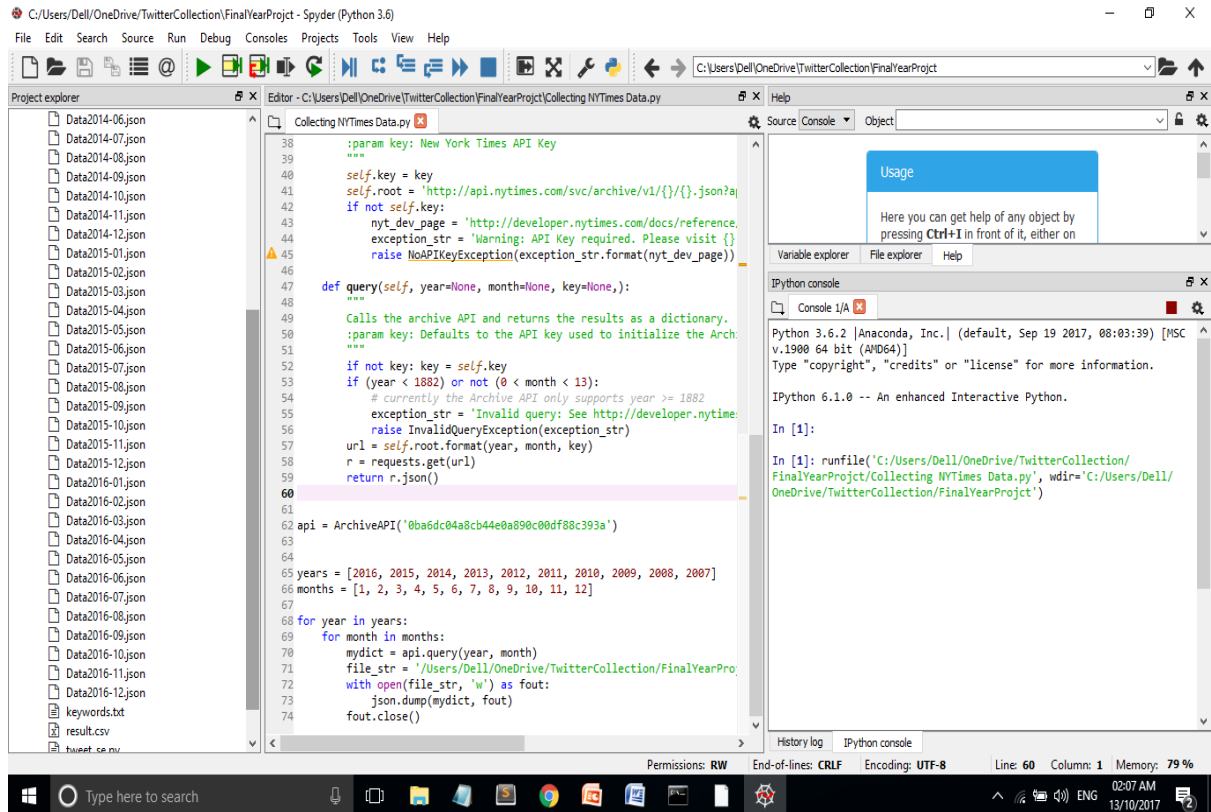 C:/Users/Dell/OneDrive/TwitterCollection\FinalYearProjct - Spyder (Python 3.6)
File Edit Search Source Run Debug Consoles Projects Tools View Help
C:\Users\Dell\OneDrive\TwitterCollection\FinalYearProjct
Project explorer
Data2014-06.json
Data2014-07.json
Data2014-08.json
Data2014-09.json
Data2014-10.json
Data2014-11.json
Data2014-12.json
Data2015-01.json
Data2015-02.json
Data2015-03.json
Data2015-04.json
Data2015-05.json
Data2015-06.json
Data2015-07.json
Data2015-08.json
Data2015-09.json
Data2015-10.json
Data2015-11.json
Data2015-12.json
Data2016-01.json
Data2016-02.json
Data2016-03.json
Data2016-04.json
Data2016-05.json
Data2016-06.json
Data2016-07.json
Data2016-08.json
Data2016-09.json
Data2016-10.json
Data2016-11.json
Data2016-12.json
keywords.txt
result.csv
tweet_se.py
Editor - C:\Users\Dell\OneDrive\TwitterCollection\FinalYearProjct\Collecting NYTimes Data.py
Collecting NYTimes Data.py
38 :param key: New York Times API Key
39 """
40 self.key = key
41 self.root = 'http://api.nytimes.com/svc/archive/v1/{}/{}.json?ap
42 if not self.key:
43 nyt_dev_page = 'http://developer.nytimes.com/docs/reference/
44 exception_str = 'Warning: API Key required. Please visit {}
45 raise NoAPIKeyException(exception_str.format(nyt_dev_page))
46
47 def query(self, year=None, month=None, key=None,):
48 """
49 Calls the archive API and returns the results as a dictionary.
50 :param key: Defaults to the API key used to initialize the Arch
51 """
52 if not key: key = self.key
53 if (year < 1882) or not (0 < month < 13):
54 # currently the Archive API only supports year >= 1882
55 exception_str = 'Invalid query: See http://developer.nytime
56 raise InvalidQueryException(exception_str)
57 url = self.root.format(year, month, key)
58 r = requests.get(url)
59 return r.json()
60
61
62 api = ArchiveAPI('0ba6dc04a8cb44e0a890c00df88c393a')
63
64
65 years = [2016, 2015, 2014, 2013, 2012, 2011, 2010, 2009, 2008, 2007]
66 months = [1, 2, 3, 4, 5, 6, 7, 8, 9, 10, 11, 12]
67
68 for year in years:
69 for month in months:
70 mydict = api.query(year, month)
71 file_str = '/Users/Dell/OneDrive/TwitterCollection/FinalYearPro
72 with open(file_str, 'w') as fout:
73 json.dump(mydict, fout)
74 fout.close()
Help
Source Console Object
Usage
Here you can get help of any object by
pressing Ctrl+I in front of it, either on
Variable explorer File explorer Help
IPython console
Console 1/A
Python 3.6.2 |Anaconda, Inc.| (default, Sep 19 2017, 08:03:39) [MSC
v.1900 64 bit (AMD64)]
Type "copyright", "credits" or "license" for more information.
IPython 6.1.0 -- An enhanced Interactive Python.
In [1]:
In [1]: runfile('C:/Users/Dell/OneDrive/TwitterCollection/
FinalYearProjct/Collecting NYTimes Data.py', wdir='C:/Users/Dell/
OneDrive/TwitterCollection/FinalYearProjct')
History log IPython console
Permissions: RW End-of-lines: CRLF Encoding: UTF-8 Line: 60 Column: 1 Memory: 79 %
Type here to search
ENG
02:07 AM
13/10/2017
2